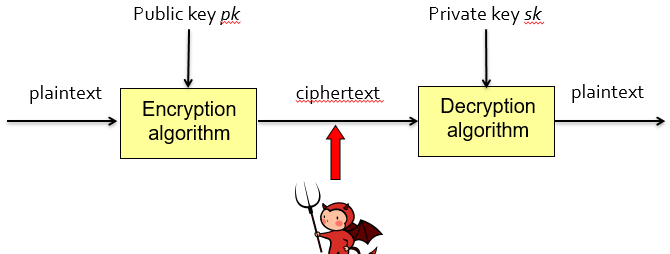 Public key pk
Private key sk
plaintext
Encryption
algorithm
ciphertext
Decryption
algorithm
plaintext